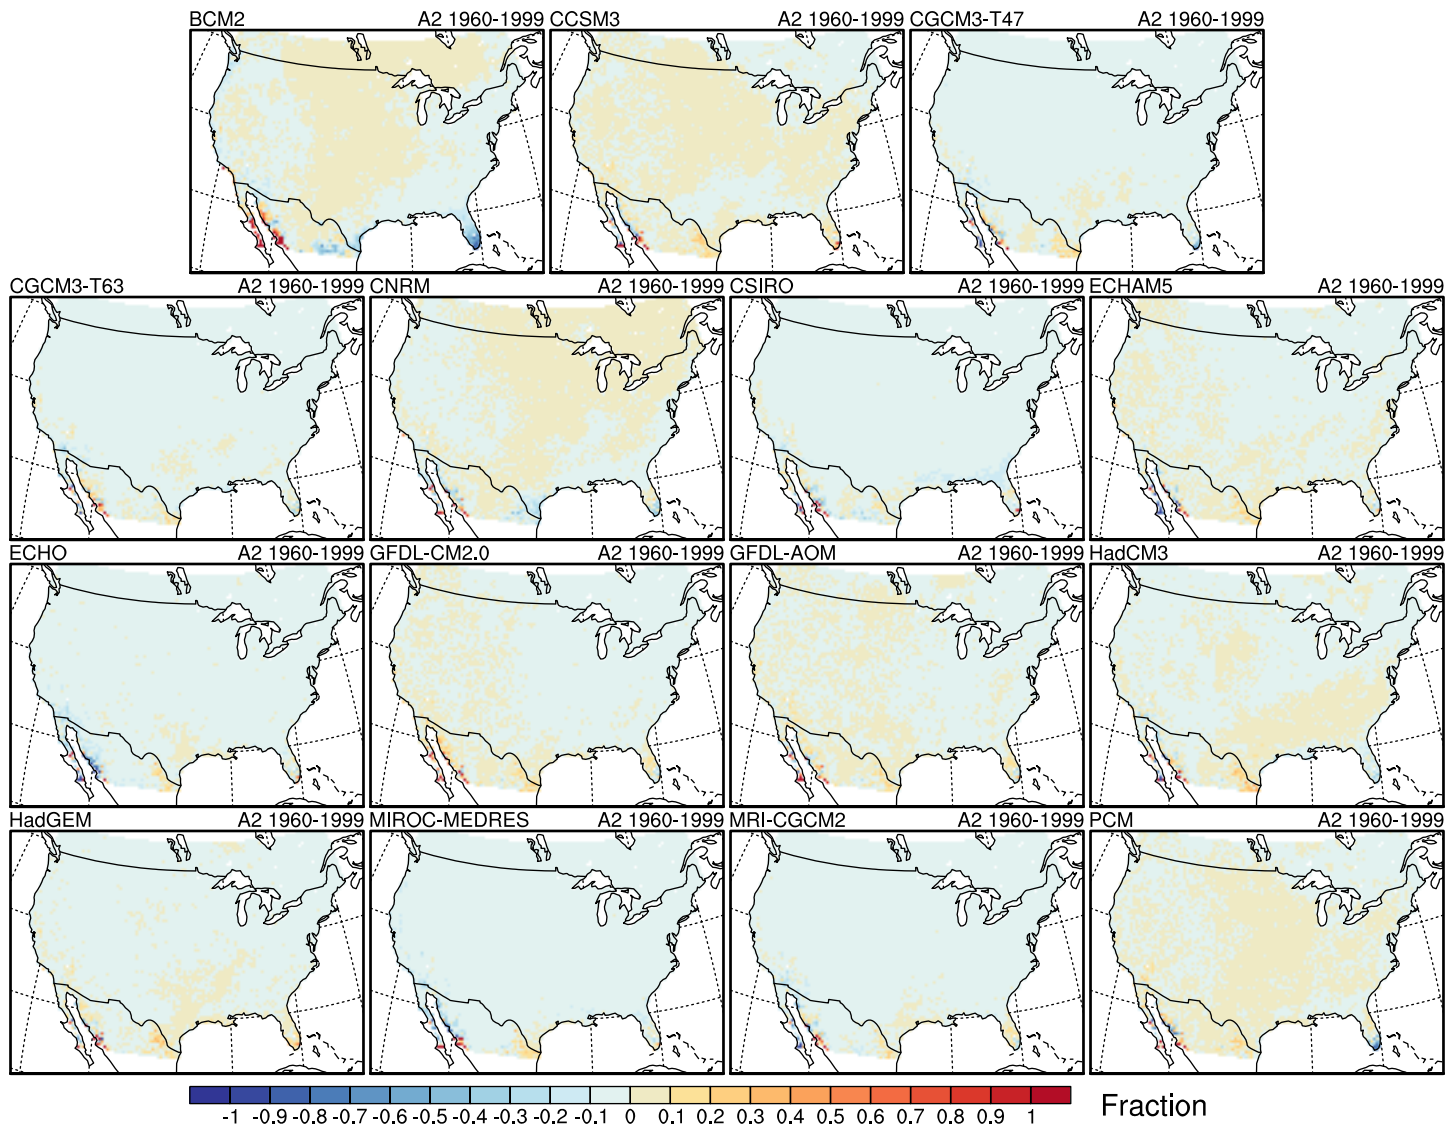 BCM2 A2 1960-1999 CCSM3 A2 1960-1999 CGCM3-T47 A2 1960-1999
CGCM3-T63 A2 1960-1999 CNRM A2 1960-1999 CSIRO A2 1960-1999 ECHAM5 A2 1960-1999
ECHO A2 1960-1999 GFDL-CM2.0 A2 1960-1999 GFDL-AOM A2 1960-1999 HadCM3 A2 1960-1999
HadGEM A2 1960-1999 MIROC-MEDRES A2 1960-1999 MRI-CGCM2 A2 1960-1999 PCM A2 1960-1999
-1 -0.9 -0.8 -0.7 -0.6 -0.5 -0.4 -0.3 -0.2 -0.1 0 0.1 0.2 0.3 0.4 0.5 0.6 0.7 0.8 0.9 1 Fraction